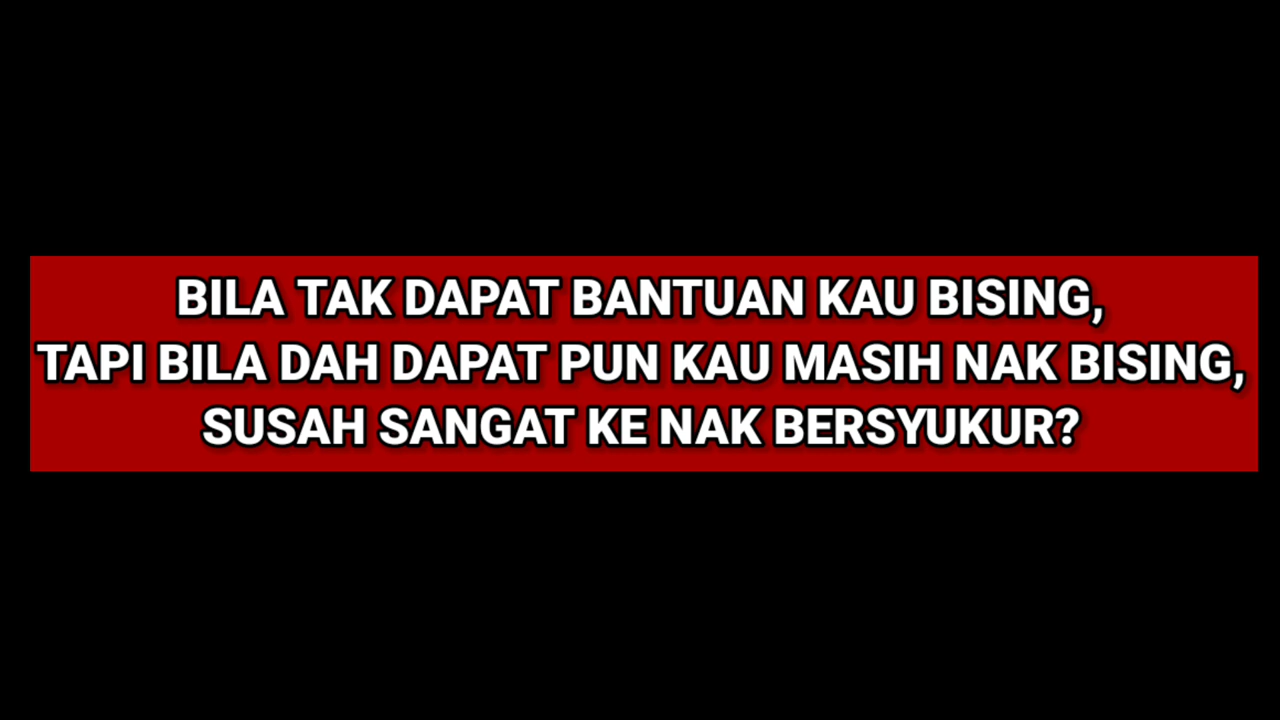 BILA TAK DAPAT BANTUAN KAU BISING,
TAPI BILA DAH DAPAT PUN KAU MASIH NAK BISING,
SUSAH SANGAT KE NAK BERSYUKUR?